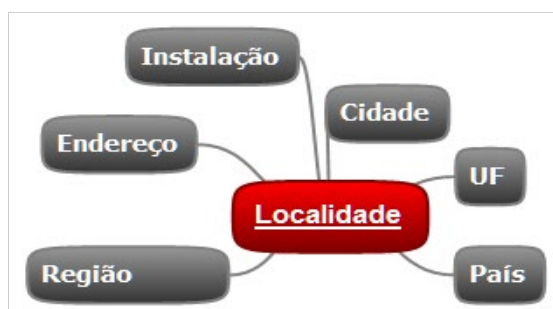 Instalação
Cidade
Endereço
UF
Localidade
Região
País